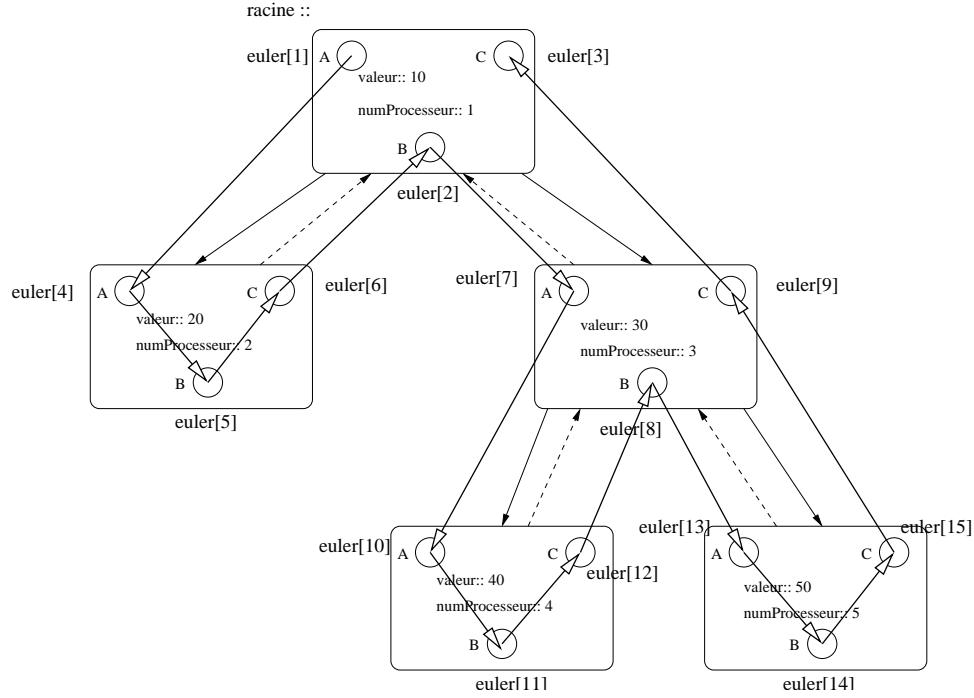 racine ::
euler[1]
A
C
euler[3]
valeur:: 10
numProcesseur:: 1
B
euler[2]
euler[4]
A
C
euler[6]
valeur:: 20
numProcesseur:: 2
B
euler[5]
euler[7]
A
C
euler[9]
valeur:: 30
numProcesseur:: 3
B
euler[8]
euler[10]
A
C
euler[12]
valeur:: 40
numProcesseur:: 4
B
euler[11]
euler[13]
A
C
euler[15]
valeur:: 50
numProcesseur:: 5
B
euler[14]